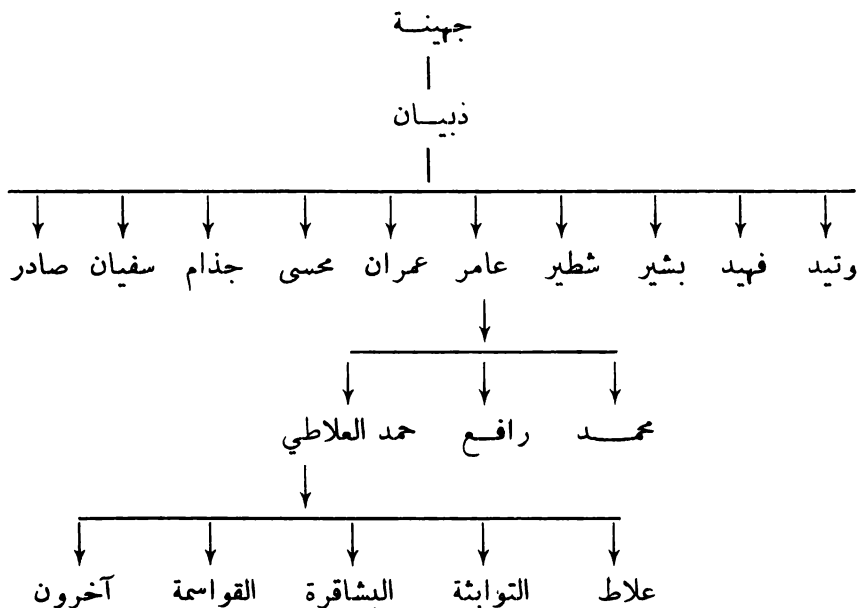 جهينة
ذبيان
وتيد فهيد بشير شطير عامر عمران محسى جذام سفيان صادر
محمد رافع حمد العلاطي
علاط التوابثة البشاقرة القواسمة آخرون